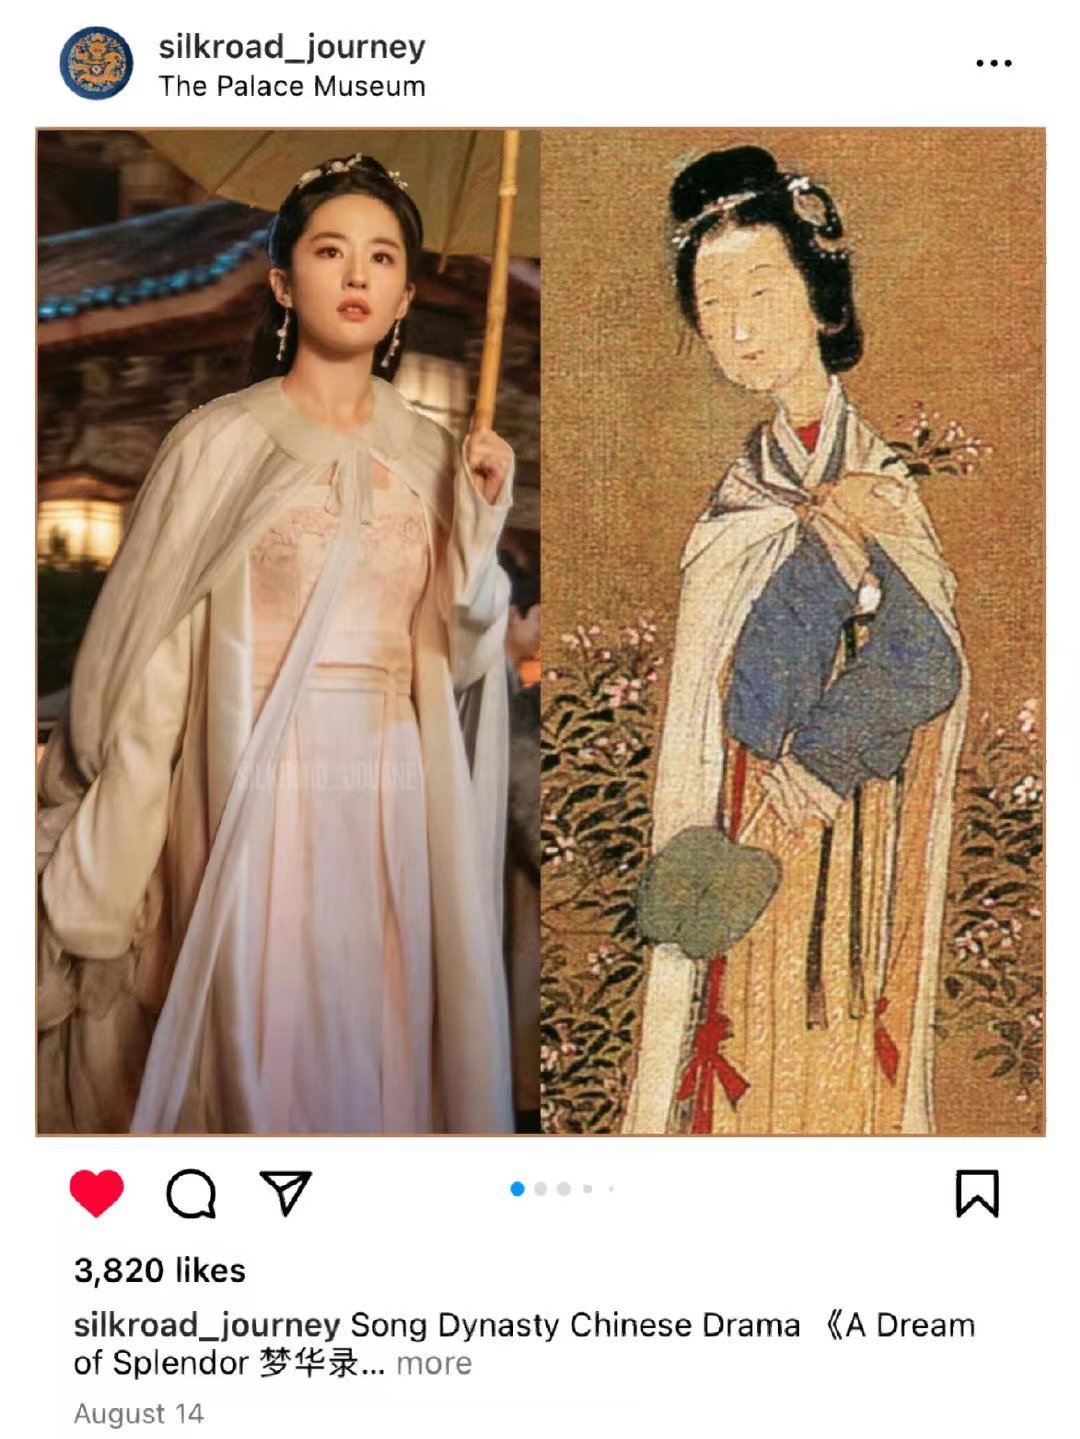 silkroad_journey
The Palace Museum
SILKROAD_JOURNEY
3,820 likes
silkroad_journey Song Dynasty Chinese Drama 《A Dream
of Splendor 梦华录... more
August 14